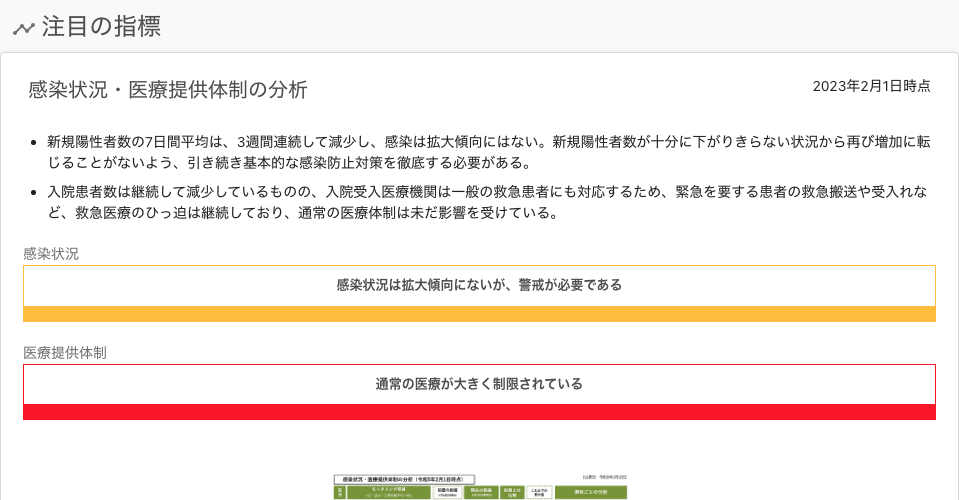 注目の指標
感染状況・医療提供体制の分析
2023年2月1日時点
新規陽性者数の7日間平均は、3週間連続して減少し、感染は拡大傾向にはない。新規陽性者数が十分に下がりきらない状況から再び増加に転
じることがないよう、引き続き基本的な感染防止対策を徹底する必要がある。
入院患者数は継続して減少しているものの、入院受入医療機関は一般の救急患者にも対応するため、緊急を要する患者の救急搬送や受入れな
ど、救急医療のひっ迫は継続しており、通常の医療体制は未だ影響を受けている。
感染状況
感染状況は拡大傾向にないが、警戒が必要である
医療提供体制
通常の医療が大きく制限されている
感染状況・医療提供体制の分析（令和5年2月1日時点）